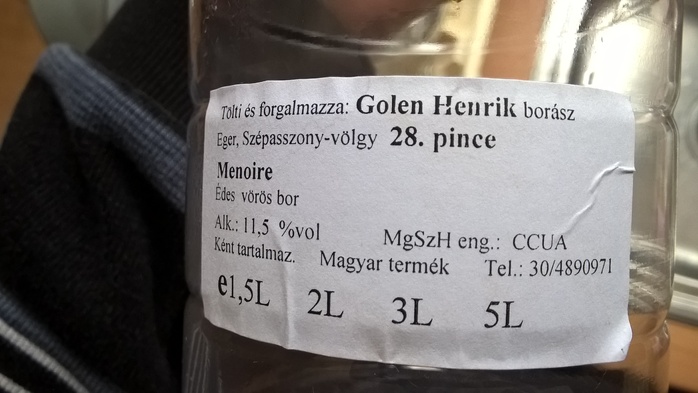 Tölti és forgalmazza: Golen Henrik borász
Eger, Szépasszony-völgy 28. pince
Menoire
Édes vörös bor
Alk.: 11,5 %vol MgSzH eng.: CCUA
Ként tartalmaz. Magyar termék Tel.: 30/4890971
e1,5L 2L 3L 5L